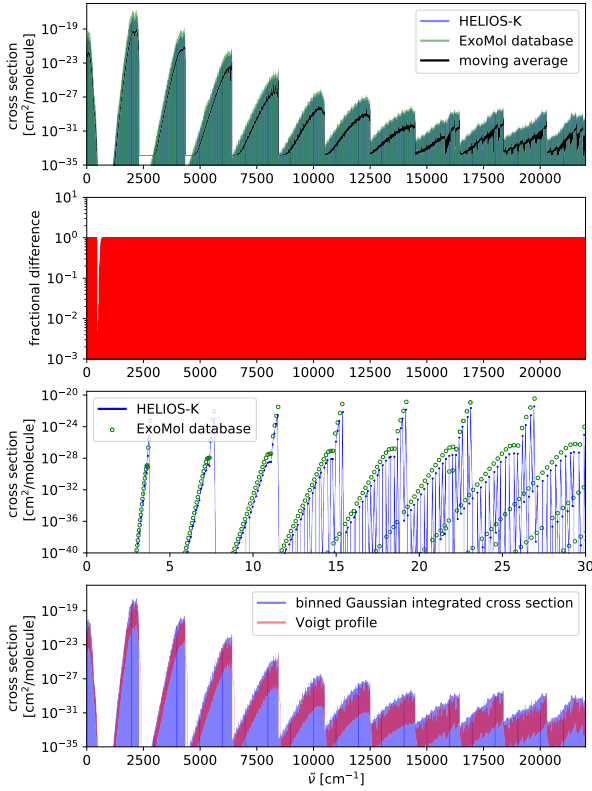 10⁻¹⁹
10⁻²³
10⁻²⁷
10⁻³¹
10⁻³⁵
cross section
[cm²/molecule]
HELIOS-K
ExoMol database
moving average
0 2500 5000 7500 10000 12500 15000 17500 20000
10¹
10⁰
10⁻¹
10⁻²
10⁻³
fractional difference
0 2500 5000 7500 10000 12500 15000 17500 20000
10⁻²⁰
10⁻²⁴
10⁻²⁸
10⁻³²
10⁻³⁶
10⁻⁴⁰
cross section
[cm²/molecule]
HELIOS-K
ExoMol database
0 5 10 15 20 25 30
10⁻¹⁹
10⁻²³
10⁻²⁷
10⁻³¹
10⁻³⁵
cross section
[cm²/molecule]
binned Gaussian integrated cross section
Voigt profile
0 2500 5000 7500 10000 12500 15000 17500 20000
ν̃ [cm⁻¹]